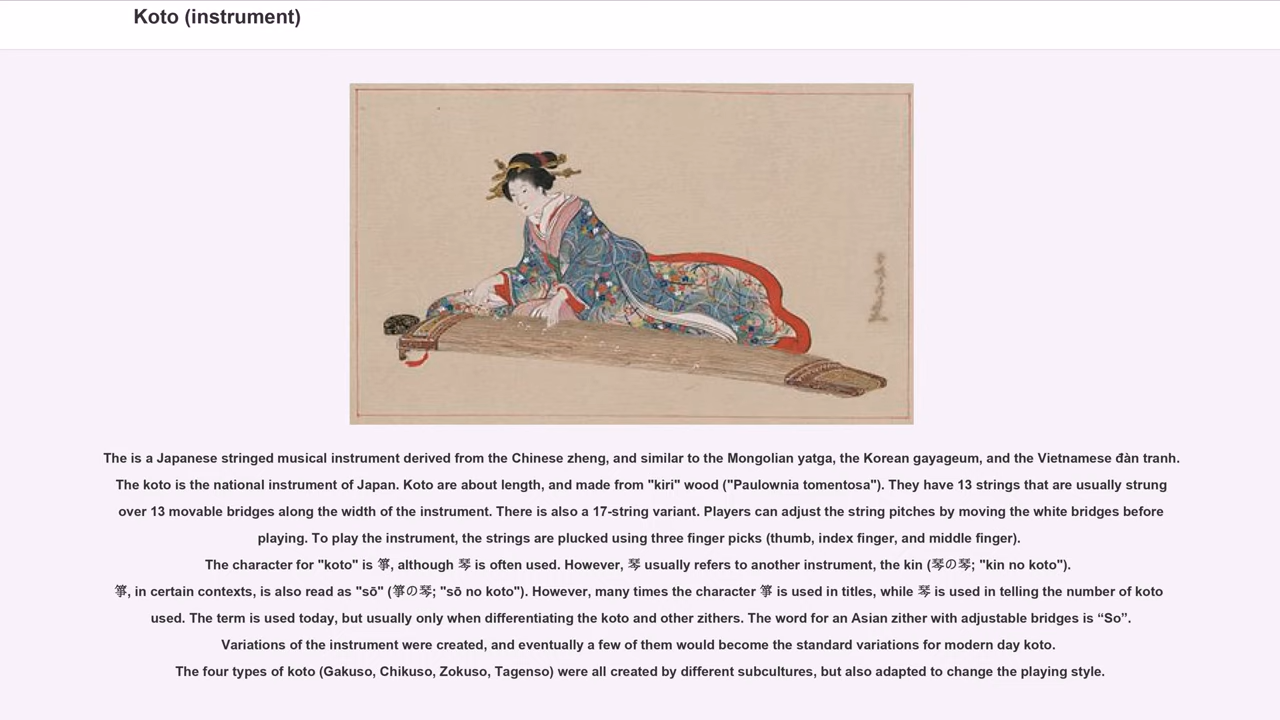 Koto (instrument)
The is a Japanese stringed musical instrument derived from the Chinese zheng, and similar to the Mongolian yatga, the Korean gayageum, and the Vietnamese đàn tranh.
The koto is the national instrument of Japan. Koto are about length, and made from "kiri" wood ("Paulownia tomentosa"). They have 13 strings that are usually strung
over 13 movable bridges along the width of the instrument. There is also a 17-string variant. Players can adjust the string pitches by moving the white bridges before
playing. To play the instrument, the strings are plucked using three finger picks (thumb, index finger, and middle finger).
The character for "koto" is 箏, although 琴 is often used. However, 琴 usually refers to another instrument, the kin (琴の琴; "kin no koto").
箏, in certain contexts, is also read as "sō" (箏の琴; "sō no koto"). However, many times the character 箏 is used in titles, while 琴 is used in telling the number of koto
used. The term is used today, but usually only when differentiating the koto and other zithers. The word for an Asian zither with adjustable bridges is “So”.
Variations of the instrument were created, and eventually a few of them would become the standard variations for modern day koto.
The four types of koto (Gakuso, Chikuso, Zokuso, Tagenso) were all created by different subcultures, but also adapted to change the playing style.